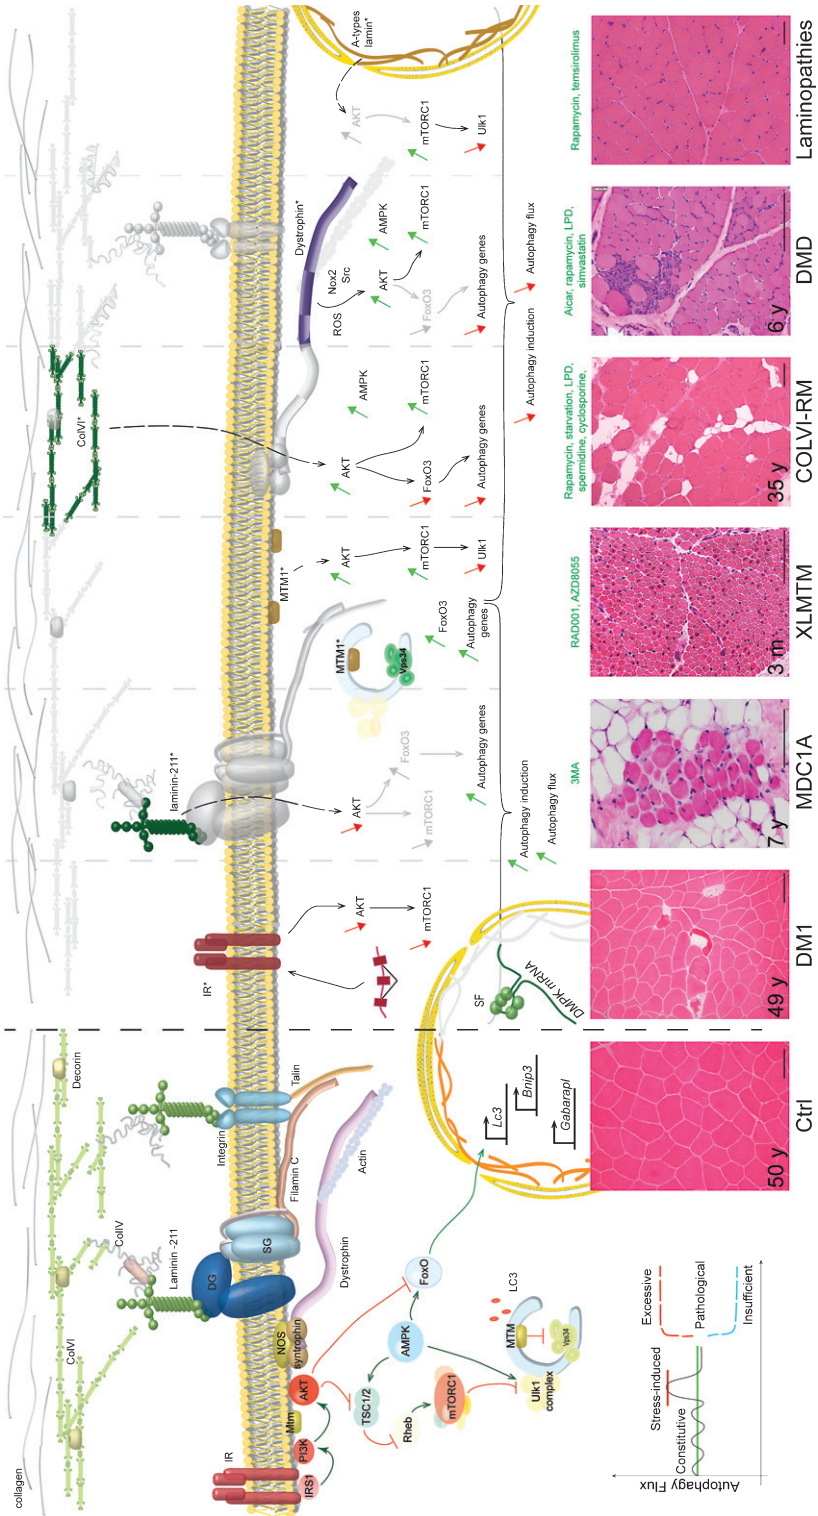 collagen
ColVI
ColIV
Decorin
Laminin -211
DG
SG
Integrin
Talin
Filamin C
Actin
Dystrophin
NOS
syntrophin
IR
IRS1
PI3K
Mtm
AKT
TSC1/2
Rheb
mTORC1
AMPK
FoxO
Ulk1
complex
MTM
LC3
Vps34
Lc3
Bnip3
Gabarapl
Autophagy Flux
Constitutive
Stress-induced
Excessive
Pathological
Insufficient
IR*
AKT
mTORC1
SF
DMPK mRNA
laminin-211*
AKT
mTORC1
FoxO3
Autophagy genes
MTM1*
Vps34
FoxO3
Autophagy
genes
Autophagy induction
Autophagy flux
MTM1*
AKT
mTORC1
Ulk1
ColVI*
AKT
AMPK
mTORC1
FoxO3
Autophagy genes
Dystrophin*
Nox2
Src
ROS
AKT
AMPK
mTORC1
FoxO3
Autophagy genes
A-types
lamin*
AKT
mTORC1
Ulk1
Autophagy induction
Autophagy flux
3MA
RAD001, AZD8055
Rapamycin, starvation, LPD,
spermidine, cyclosporine,
Aicar, rapamycin, LPD,
simvastatin
Rapamycin, temsirolimus
50 y
49 y
7 y
3 m
35 y
6 y
Ctrl
DM1
MDC1A
XLMTM
COLVI-RM
DMD
Laminopathies